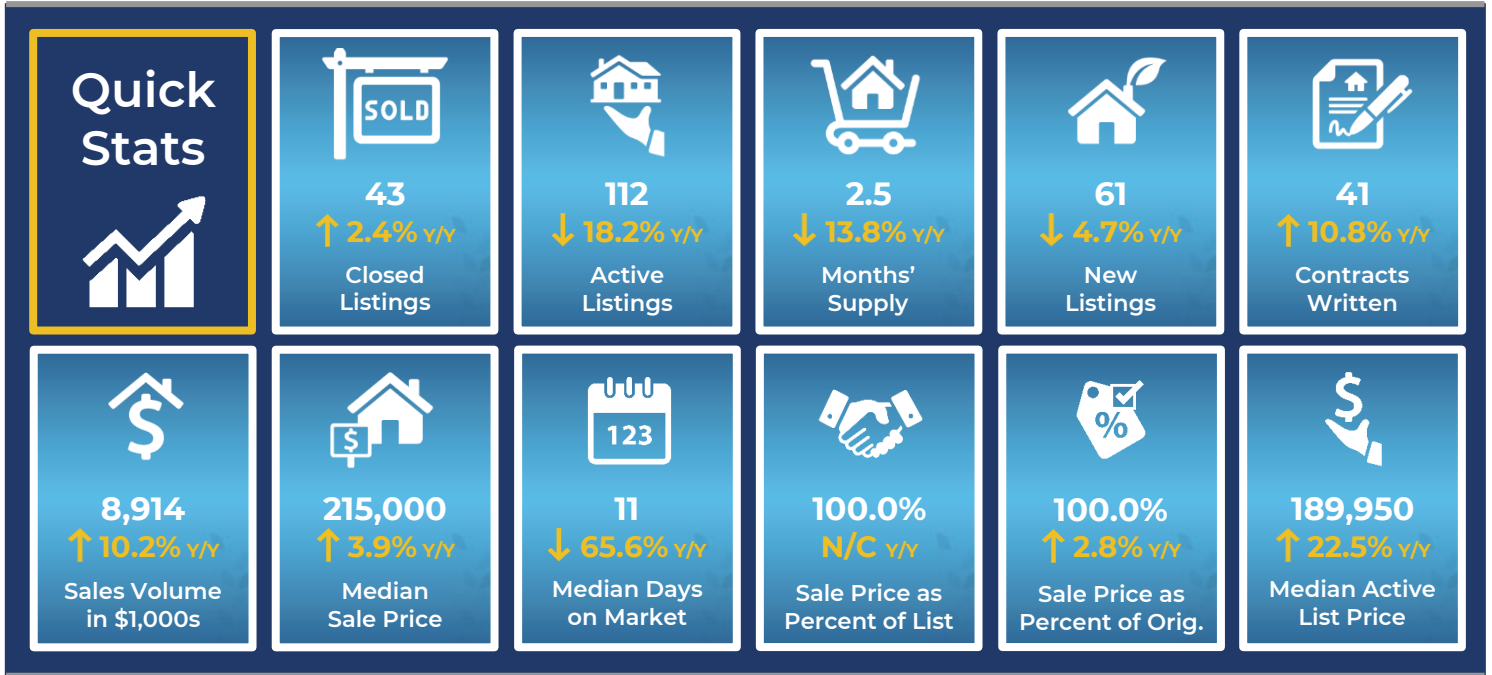 Quick
Stats
SOLD
43
↑ 2.4% Y/Y
Closed
Listings
112
↓ 18.2% Y/Y
Active
Listings
2.5
↓ 13.8% Y/Y
Months’
Supply
61
↓ 4.7% Y/Y
New
Listings
41
↑ 10.8% Y/Y
Contracts
Written
$
8,914
↑ 10.2% Y/Y
Sales Volume
in $1,000s
$
215,000
↑ 3.9% Y/Y
Median
Sale Price
123
11
↓ 65.6% Y/Y
Median Days
on Market
100.0%
N/C Y/Y
Sale Price as
Percent of List
%
100.0%
↑ 2.8% Y/Y
Sale Price as
Percent of Orig.
$
189,950
↑ 22.5% Y/Y
Median Active
List Price